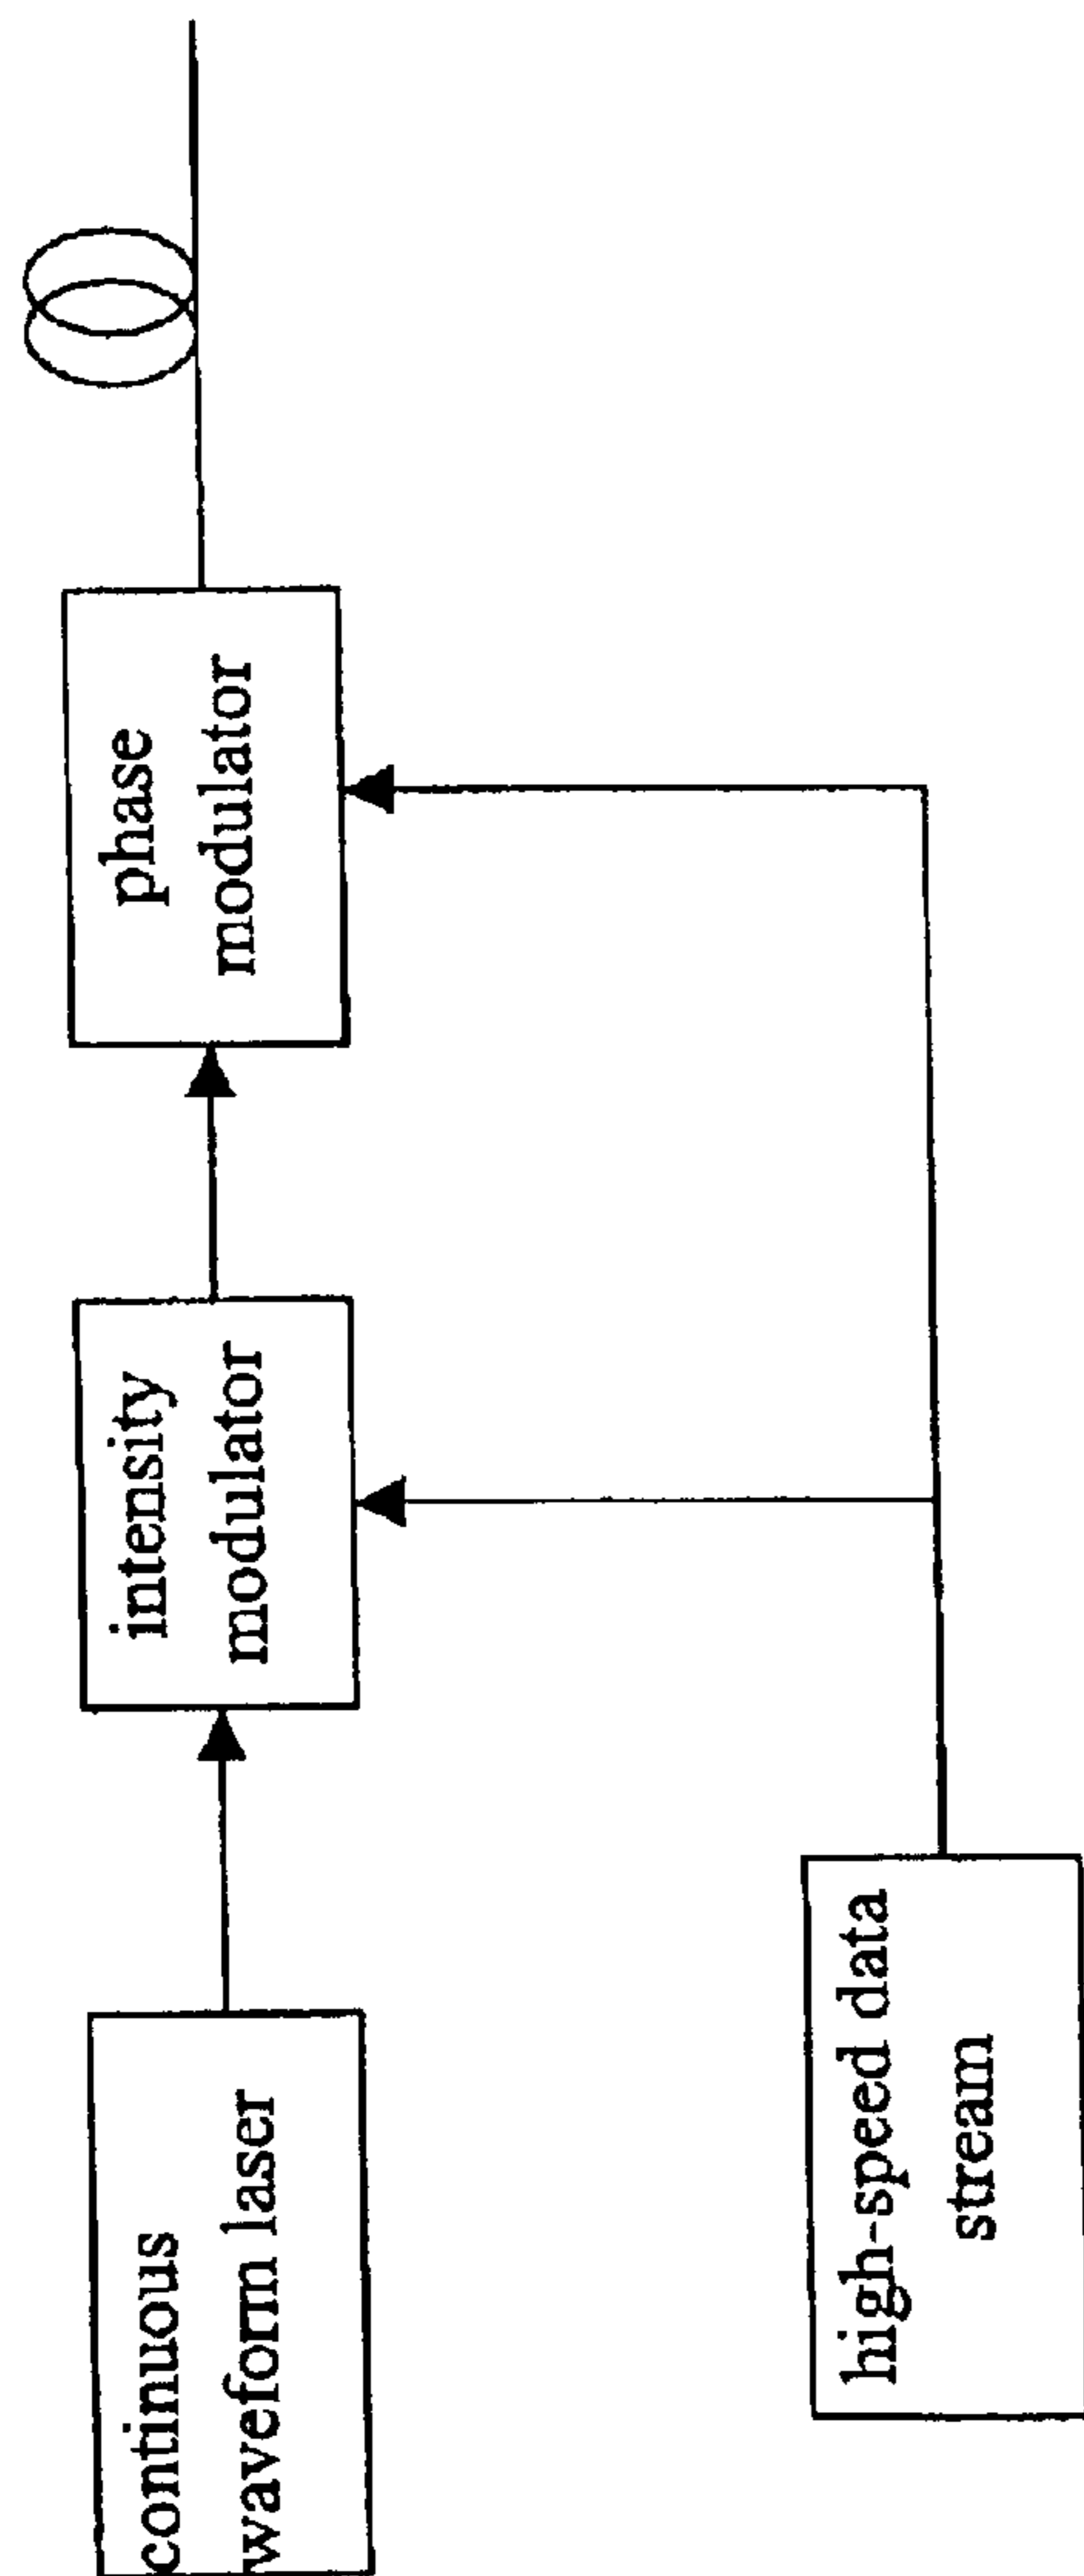 continuous
waveform laser
intensity
modulator
phase
modulator
high-speed data
stream